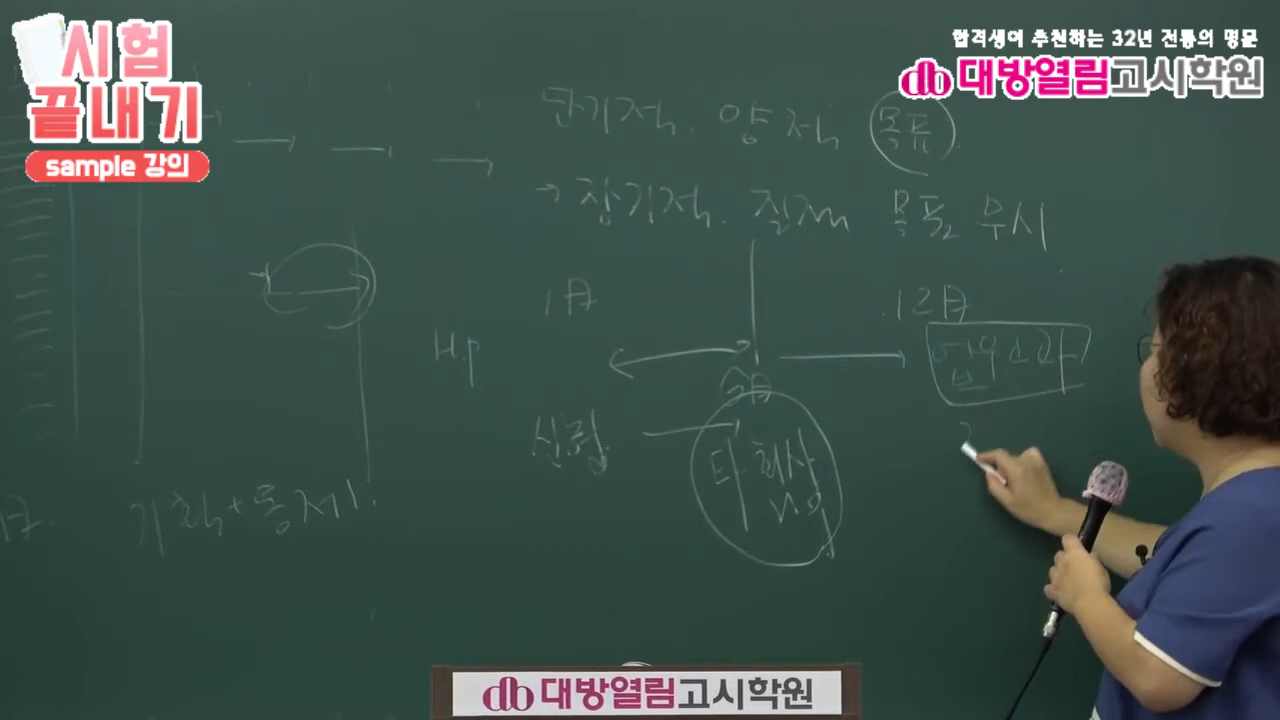 시험
끝내기
sample 강의
합격생이 추천하는 32년 전통의 명문
대방열림고시학원
단기적. 양적 목표
→ 장기적. 질적 목표 무시
1月 12月
H.p
6月
신청
타 회사
기획+통제
대방열림고시학원